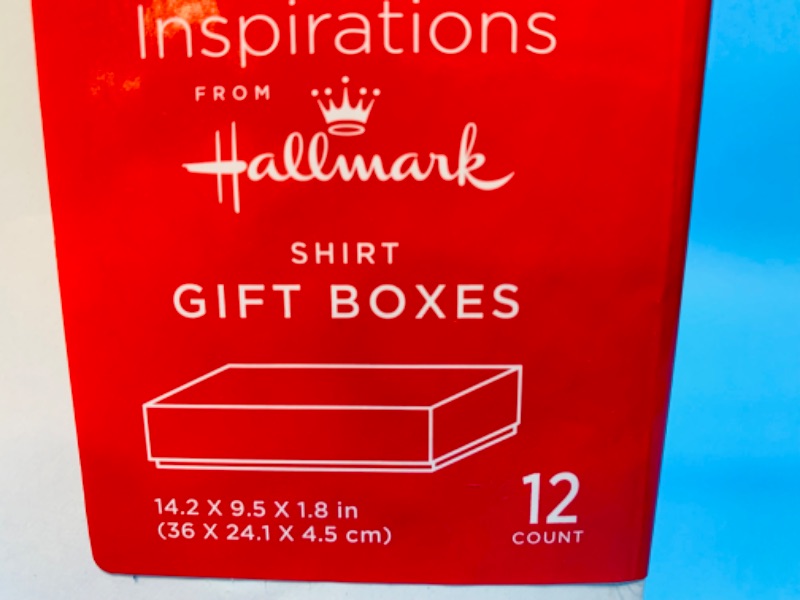 Inspirations
FROM
Hallmark
SHIRT
GIFT BOXES
14.2 X 9.5 X 1.8 in
(36 X 24.1 X 4.5 cm)
12
COUNT